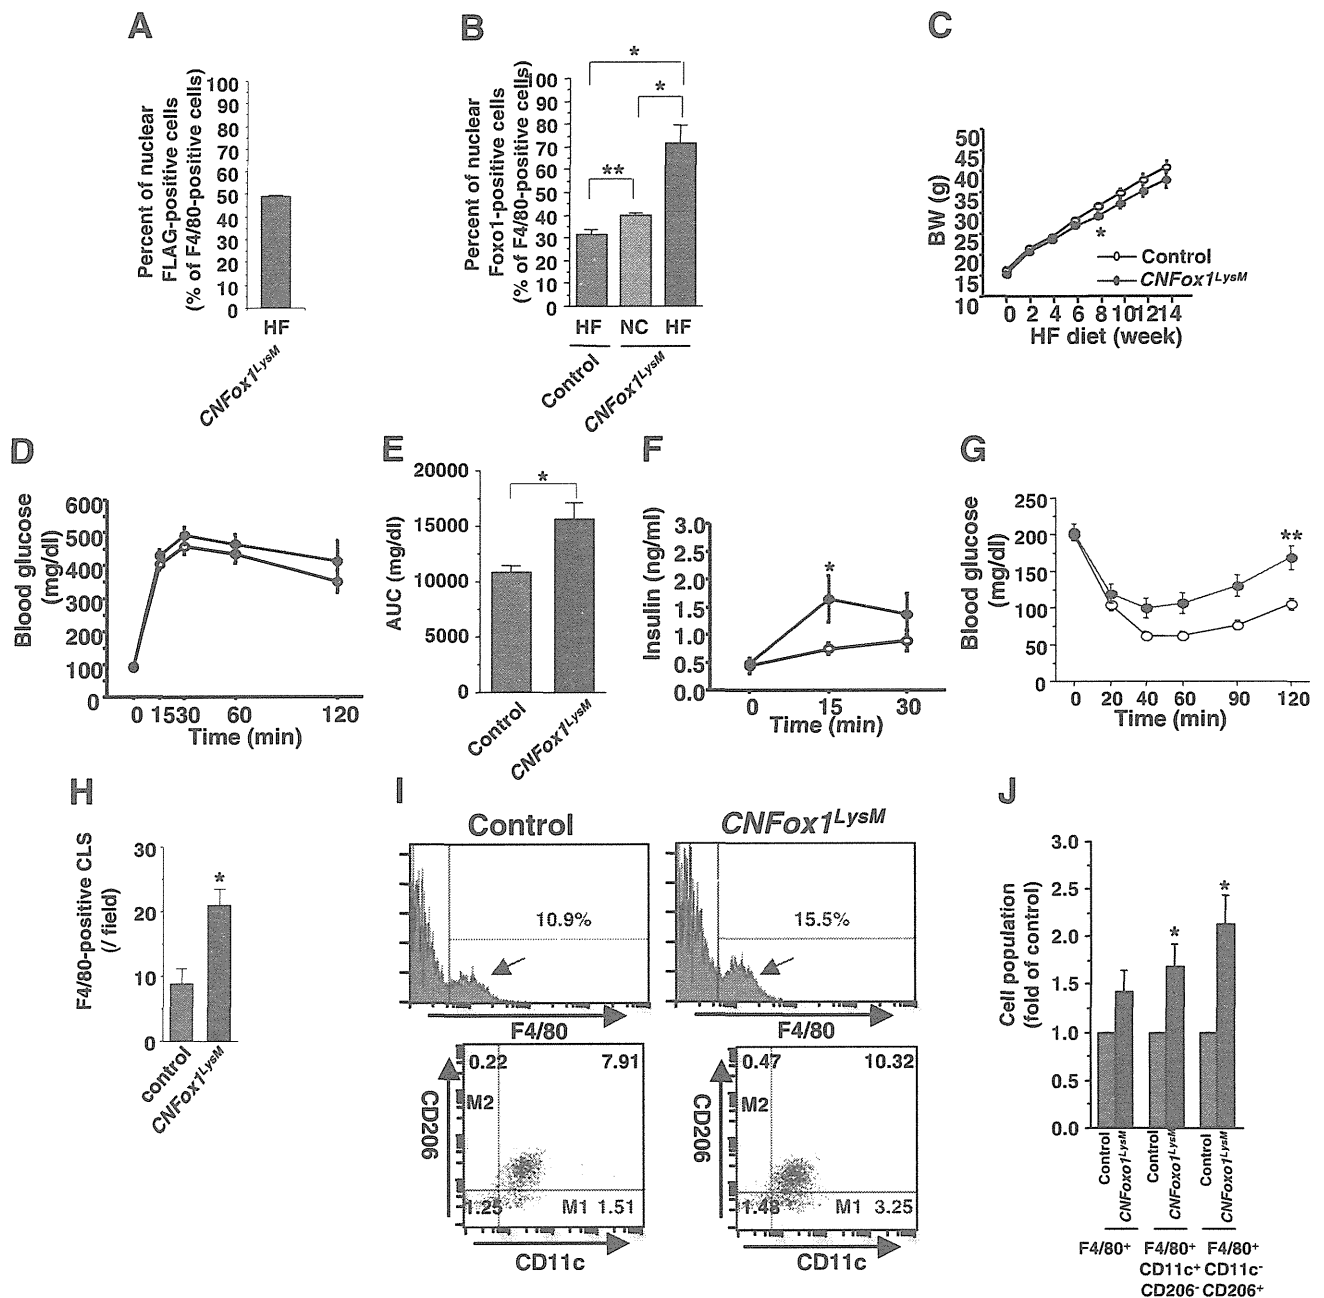 A
Percent of nuclear
FLAG-positive cells
(% of F4/80-positive cells)
100
90
80
70
60
50
40
30
20
10
0
HF
CNFox1LysM
B
Percent of nuclear
Foxo1-positive cells
(% of F4/80-positive cells)
100
90
80
70
60
50
40
30
20
10
0
*
*
**
HF NC HF
Control
CNFox1LysM
C
BW (g)
50
45
40
35
30
25
20
15
10
*
Control
CNFox1LysM
0 2 4 6 8 10 12 14
HF diet (week)
D
Blood glucose
(mg/dl)
600
500
400
300
200
100
0
0 15 30 60 120
Time (min)
E
AUC (mg/dl)
20000
15000
10000
5000
0
*
Control
CNFox1LysM
F
Insulin (ng/ml)
3.0
2.5
2.0
1.5
1.0
0.5
0.0
*
0 15 30
Time (min)
G
Blood glucose
(mg/dl)
250
200
150
100
50
0
**
0 20 40 60 90 120
Time (min)
H
F4/80-positive CLS
(/ field)
30
20
10
0
*
control
CNFox1LysM
I
Control
CNFox1LysM
10.9%
15.5%
F4/80
F4/80
0.22 7.91
M2
1.25 M1 1.51
CD206
CD11c
0.47 10.32
M2
1.48 M1 3.25
CD206
CD11c
J
Cell population
(fold of control)
3.0
2.5
2.0
1.5
1.0
0.5
0.0
*
*
Control
CNFoxo1LysM
Control
CNFoxo1LysM
Control
CNFoxo1LysM
F4/80+ F4/80+ F4/80+
CD11c+ CD11c-
CD206- CD206+